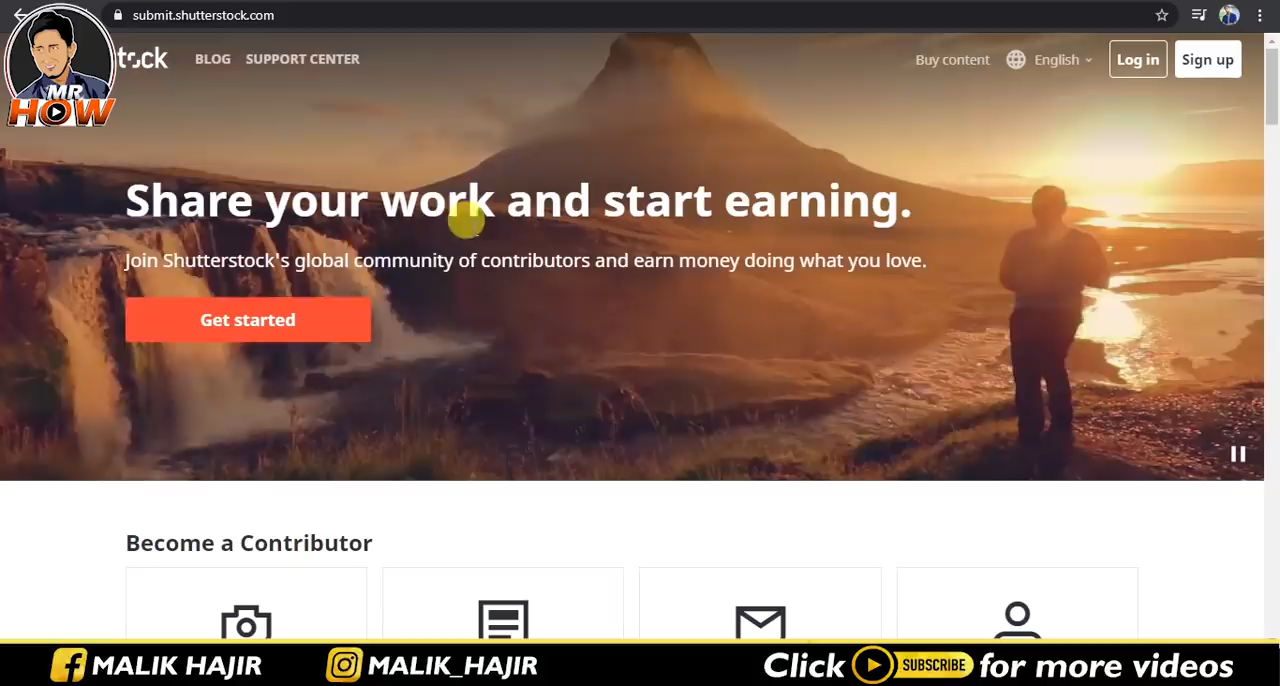 submit.shutterstock.com
MR
HOW
BLOG
SUPPORT CENTER
Buy content
English
Log in
Sign up
Share your work and start earning.
Join Shutterstock's global community of contributors and earn money doing what you love.
Get started
Become a Contributor
MALIK HAJIR
MALIK_HAJIR
Click SUBSCRIBE for more videos